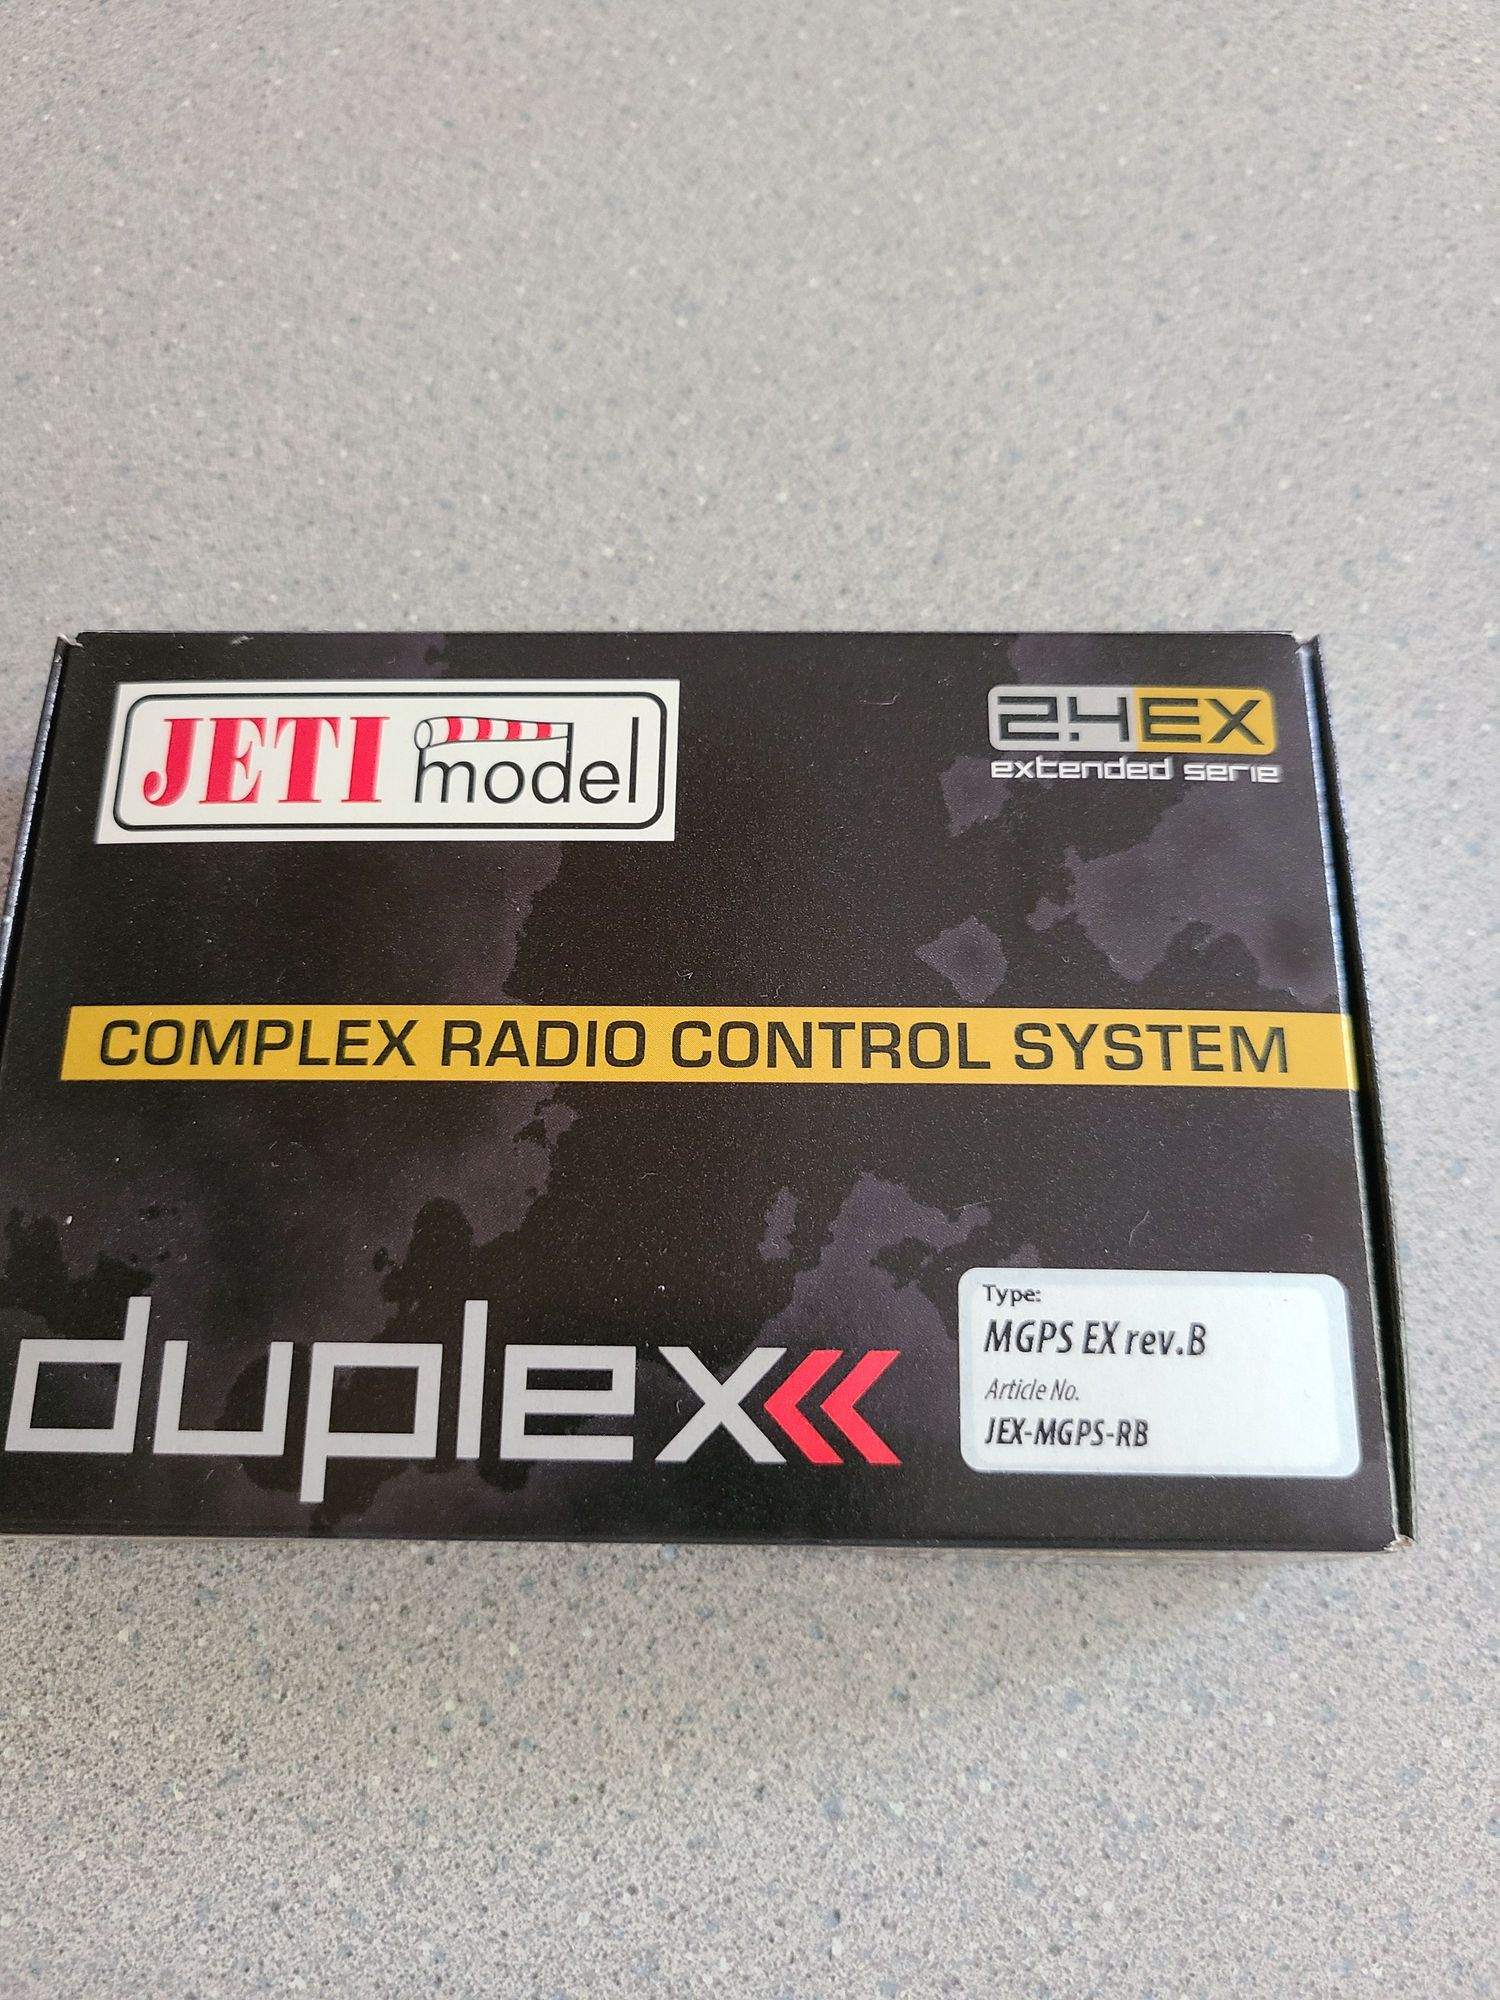 JETI model
2.4EX
extended serie
COMPLEX RADIO CONTROL SYSTEM
duplex
Type:
MGPS EX rev.B
Article No.
JEX-MGPS-RB